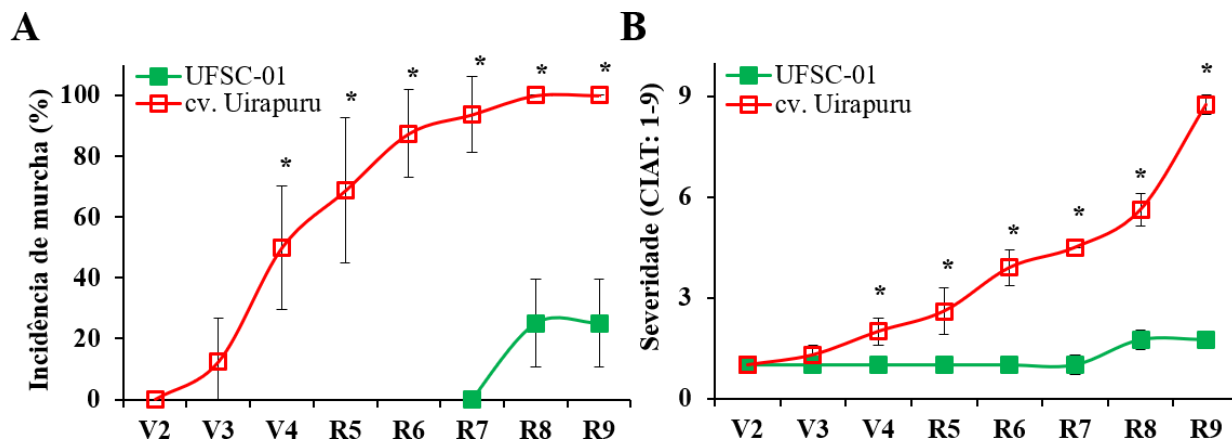 A
Incidência de murcha (%)
UFSC-01
cv. Uirapuru
100
80
60
40
20
0
* * * * * *
V2 V3 V4 R5 R6 R7 R8 R9
B
Severidade (CIAT: 1-9)
UFSC-01
cv. Uirapuru
9
6
3
0
* * * * * *
V2 V3 V4 R5 R6 R7 R8 R9